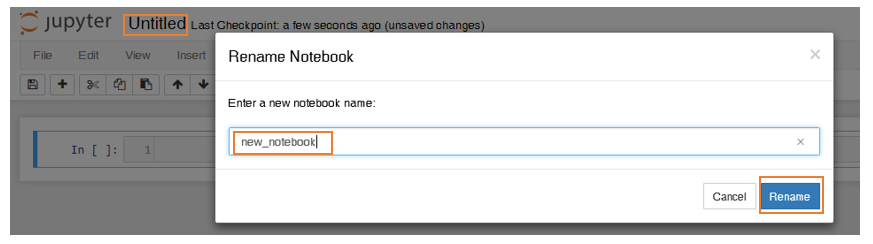 jupyter Untitled Last Checkpoint: a few seconds ago (unsaved changes)
File Edit View Insert
Rename Notebook ×
Enter a new notebook name:
new_notebook ×
In [ ]: 1
Cancel Rename